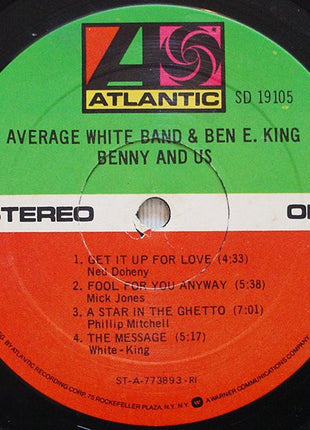 ATLANTIC SD 19105
AVERAGE WHITE BAND & BEN E. KING
BENNY AND US
STEREO
1. GET IT UP FOR LOVE (4:33)
Ned Doheny
2. FOOL FOR YOU ANYWAY (5:38)
Mick Jones
3. A STAR IN THE GHETTO (7:01)
Phillip Mitchell
4. THE MESSAGE (5:17)
White-King
ST-A-773893-RI
BY ATLANTIC RECORDING CORP. 75 ROCKEFELLER PLAZA, N.Y. N.Y. A WARNER COMMUNICATIONS COMPANY